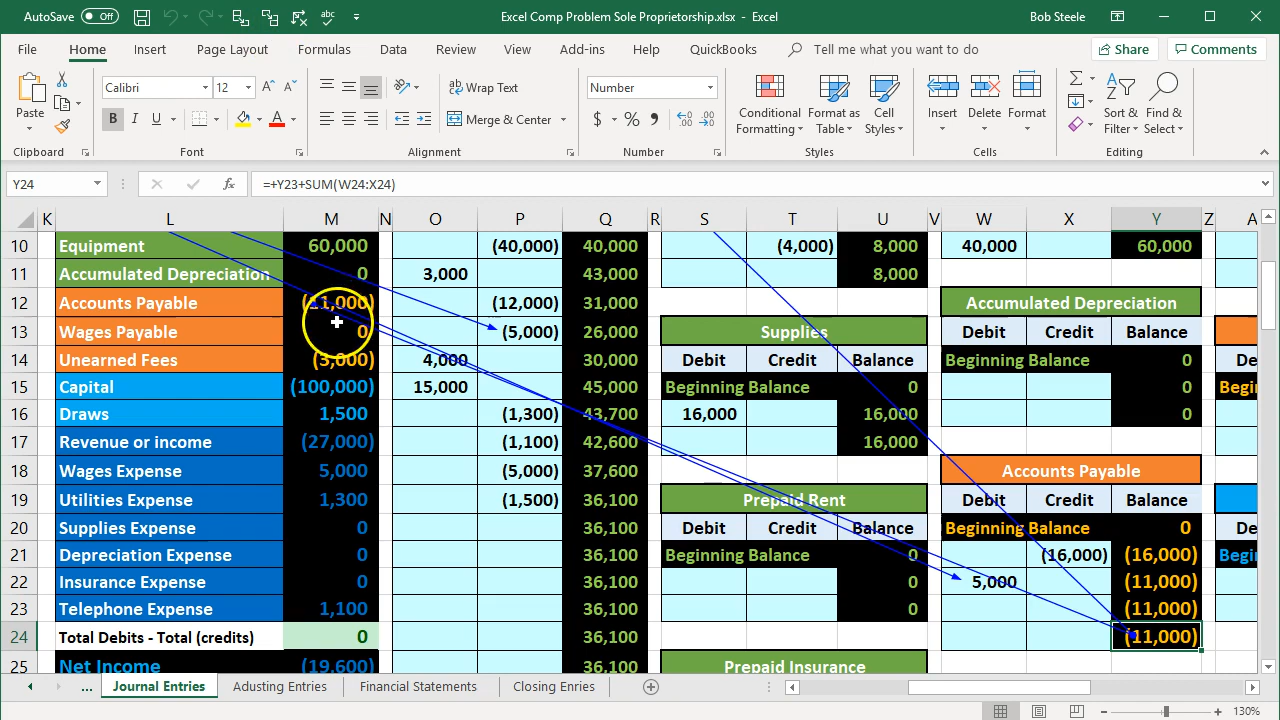 AutoSave Off abc Excel Comp Problem Sole Proprietorship.xlsx - Excel Bob Steele
File Home Insert Page Layout Formulas Data Review View Add-ins Help QuickBooks Tell me what you want to do Share Comments
Paste Calibri 12 A A ab Wrap Text Number Conditional Formatting Format as Table Cell Styles Insert Delete Format Sort & Filter Find & Select
B I U A Merge & Center $ %
Clipboard Font Alignment Number Styles Cells Editing
Y24 fx =+Y23+SUM(W24:X24)
K L M N O P Q R S T U V W X Y Z A
10 Equipment 60,000 (40,000) 40,000 (4,000) 8,000 40,000 60,000
11 Accumulated Depreciation 0 3,000 43,000 8,000
12 Accounts Payable (11,000) (12,000) 31,000 Accumulated Depreciation
13 Wages Payable 0 (5,000) 26,000 Supplies Debit Credit Balance
14 Unearned Fees (3,000) 4,000 30,000 Debit Credit Balance Beginning Balance 0 De
15 Capital (100,000) 15,000 45,000 Beginning Balance 0 0 Begi
16 Draws 1,500 (1,300) 43,700 16,000 16,000 0
17 Revenue or income (27,000) (1,100) 42,600 16,000
18 Wages Expense 5,000 (5,000) 37,600 Accounts Payable
19 Utilities Expense 1,300 (1,500) 36,100 Prepaid Rent Debit Credit Balance
20 Supplies Expense 0 36,100 Debit Credit Balance Beginning Balance 0 De
21 Depreciation Expense 0 36,100 Beginning Balance 0 (16,000) (16,000) Begi
22 Insurance Expense 0 36,100 0 5,000 (11,000)
23 Telephone Expense 1,100 36,100 0 (11,000)
24 Total Debits - Total (credits) 0 36,100 (11,000)
25 Net Income (19,600) 36,100 Prepaid Insurance
... Journal Entries Adusting Entries Financial Statements Closing Enries
130%